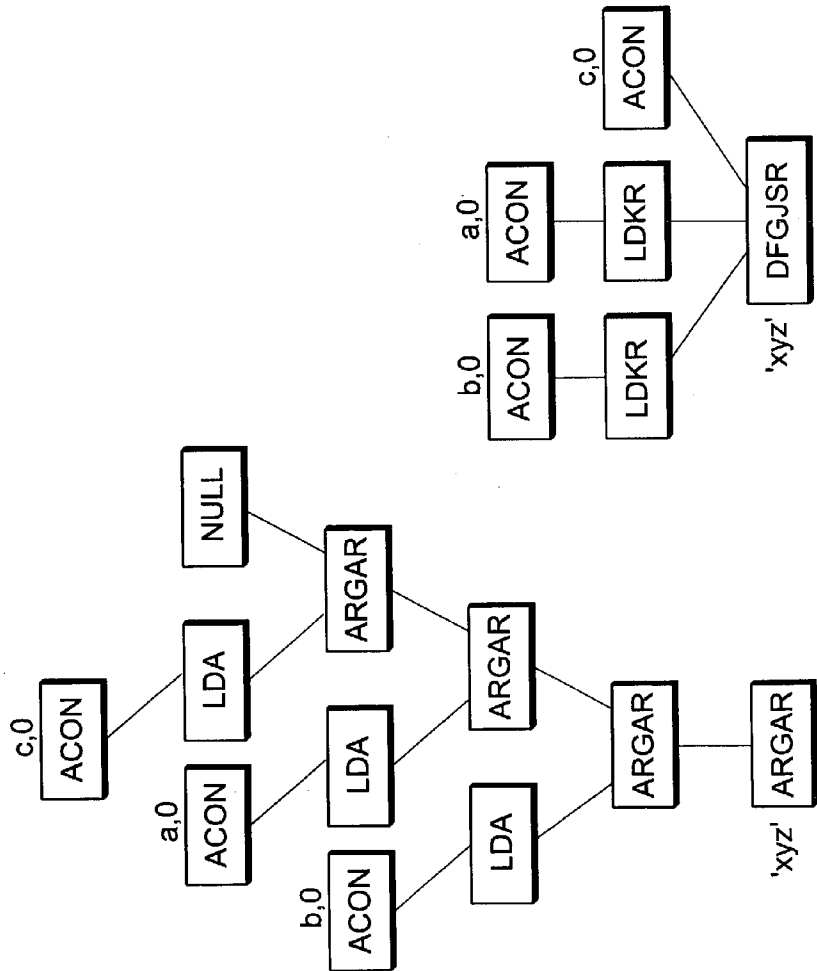 c,0
ACON
a,0
ACON
LDA
NULL
b,0
ACON
LDA
ARGAR
LDA
ARGAR
ARGAR
ARGAR
'xyz'
b,0
ACON
a,0
ACON
c,0
ACON
LDKR
LDKR
DFGJSR
'xyz'